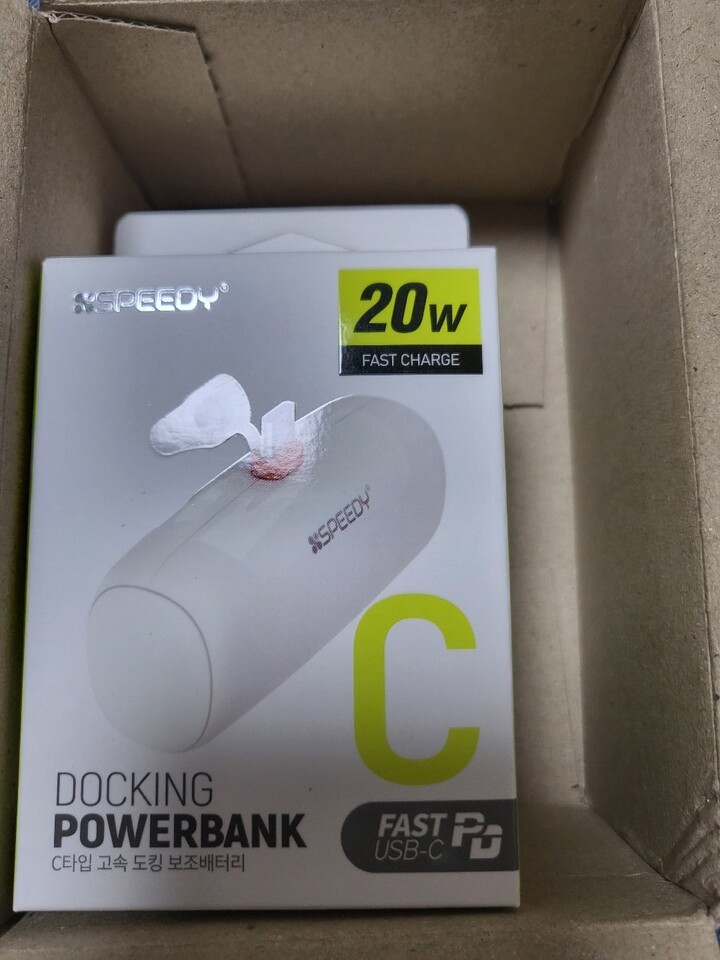 SPEEDY®
20W
FAST CHARGE
SPEEDY®
C
DOCKING
POWERBANK
C타입 고속 도킹 보조배터리
FAST PD
USB-C